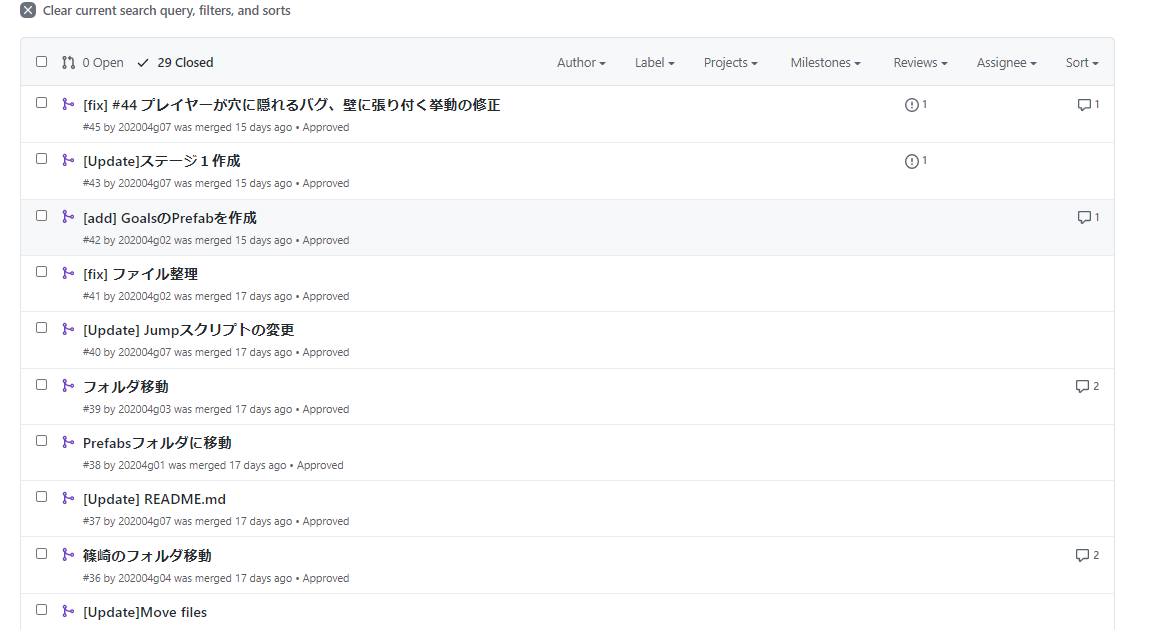 Clear current search query, filters, and sorts
0 Open 29 Closed Author Label Projects Milestones Reviews Assignee Sort
[fix] #44 プレイヤーが穴に隠れるバグ、壁に張り付く挙動の修正 1 1
#45 by 202004g07 was merged 15 days ago • Approved
[Update]ステージ１作成 1
#43 by 202004g07 was merged 15 days ago • Approved
[add] GoalsのPrefabを作成 1
#42 by 202004g02 was merged 15 days ago • Approved
[fix] ファイル整理
#41 by 202004g02 was merged 17 days ago • Approved
[Update] Jumpスクリプトの変更
#40 by 202004g07 was merged 17 days ago • Approved
フォルダ移動 2
#39 by 202004g03 was merged 17 days ago • Approved
Prefabsフォルダに移動
#38 by 20204g01 was merged 17 days ago • Approved
[Update] README.md
#37 by 202004g07 was merged 17 days ago • Approved
篠崎のフォルダ移動 2
#36 by 202004g04 was merged 17 days ago • Approved
[Update]Move files